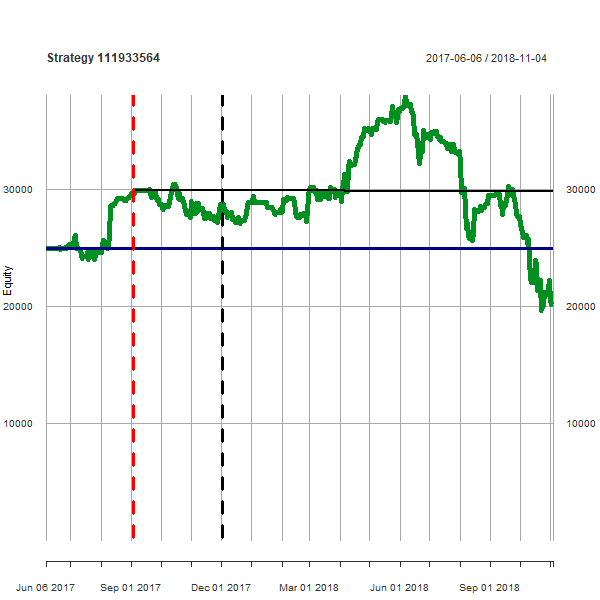 Strategy 111933564
2017-06-06 / 2018-11-04
30000
30000
Equity
20000
20000
10000
10000
Jun 06 2017
Sep 01 2017
Dec 01 2017
Mar 01 2018
Jun 01 2018
Sep 01 2018